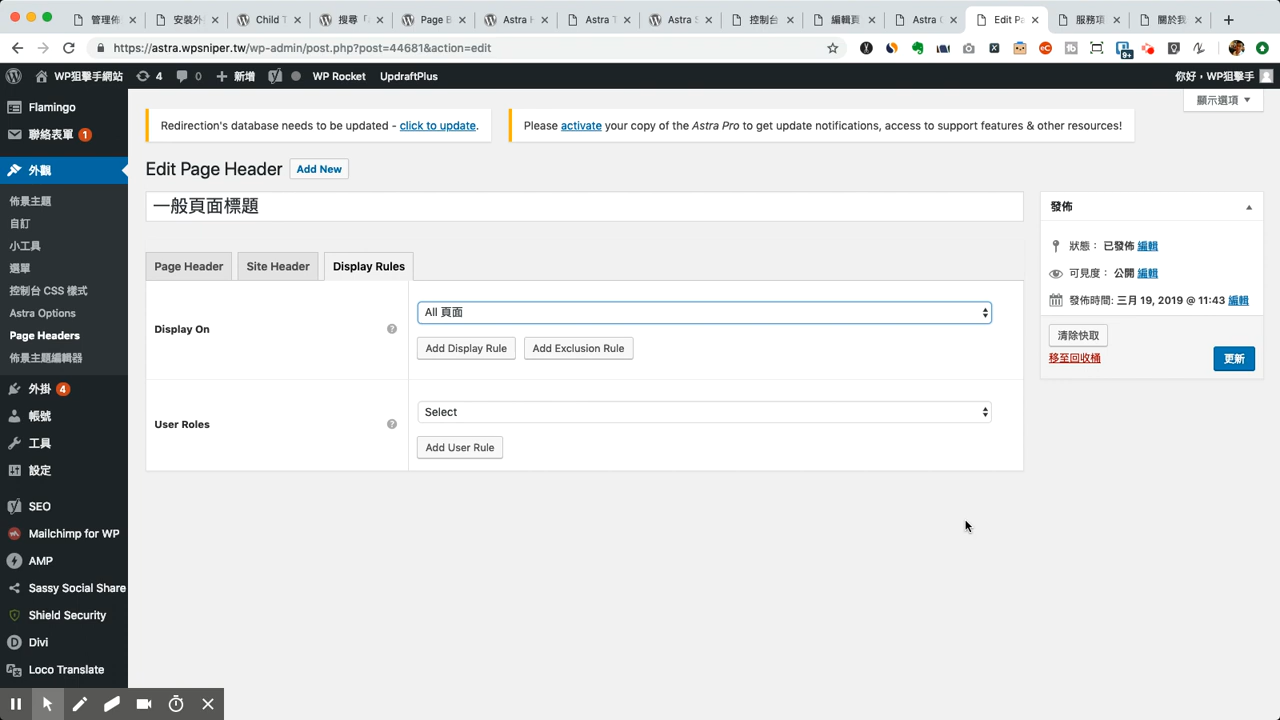 管理佈
安裝外
Child T
搜尋「
Page B
Astra H
Astra T
Astra S
控制台
編輯頁
Astra O
Edit Pa
服務項
關於我
https://astra.wpsniper.tw/wp-admin/post.php?post=44681&action=edit
9+
WP狙擊手網站 4 0 新增 WP Rocket UpdraftPlus 你好，WP狙擊手
顯示選項
Flamingo
聯絡表單 1
外觀
佈景主題
自訂
小工具
選單
控制台 CSS 樣式
Astra Options
Page Headers
佈景主題編輯器
外掛 4
帳號
工具
設定
SEO
Mailchimp for WP
AMP
Sassy Social Share
Shield Security
Divi
Loco Translate
Redirection's database needs to be updated - click to update.
Please activate your copy of the Astra Pro to get update notifications, access to support features & other resources!
Edit Page Header Add New
一般頁面標題
Page Header Site Header Display Rules
Display On ?
All 頁面
Add Display Rule Add Exclusion Rule
User Roles ?
Select
Add User Rule
發佈
狀態： 已發佈 編輯
可見度： 公開 編輯
發佈時間: 三月 19, 2019 @ 11:43 編輯
清除快取
移至回收桶
更新